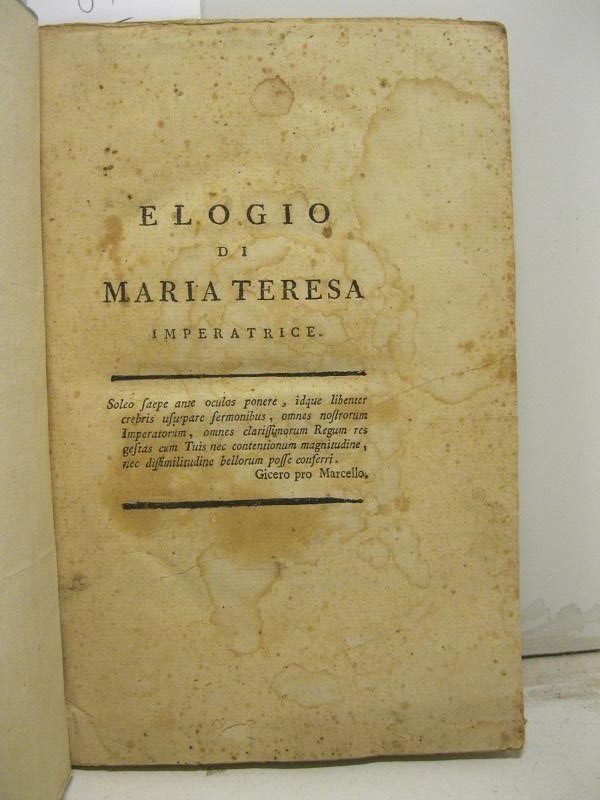 ELOGIO
DI
MARIA TERESA
IMPERATRICE.
Soleo ſaepe ante oculos ponere, idque libenter
crebris uſurpare ſermonibus, omnes noſtrorum
Imperatorum, omnes clariſſimorum Regum res
geſtas cum Tuis nec contentionum magnitudine,
nec diſſimilitudine bellorum poſſe conferri.
Gicero pro Marcello.